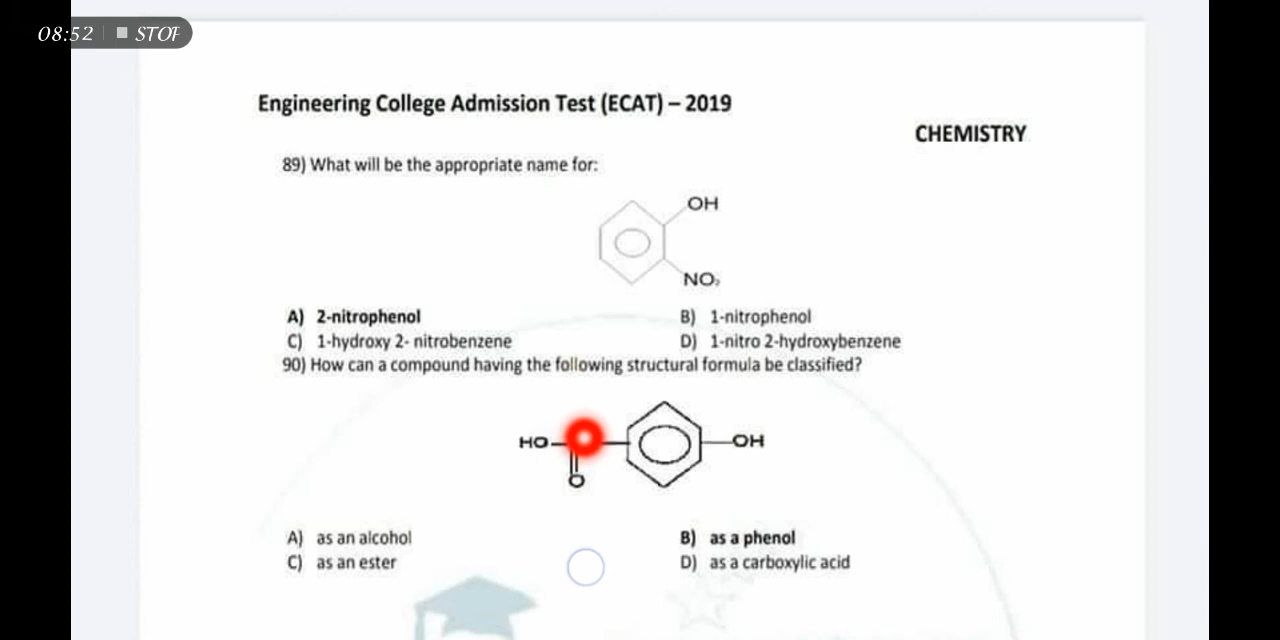 08:52 STOP
Engineering College Admission Test (ECAT) – 2019
CHEMISTRY
89) What will be the appropriate name for:
OH
NO₂
A) 2-nitrophenol B) 1-nitrophenol
C) 1-hydroxy 2- nitrobenzene D) 1-nitro 2-hydroxybenzene
90) How can a compound having the following structural formula be classified?
HO OH
O
A) as an alcohol B) as a phenol
C) as an ester D) as a carboxylic acid